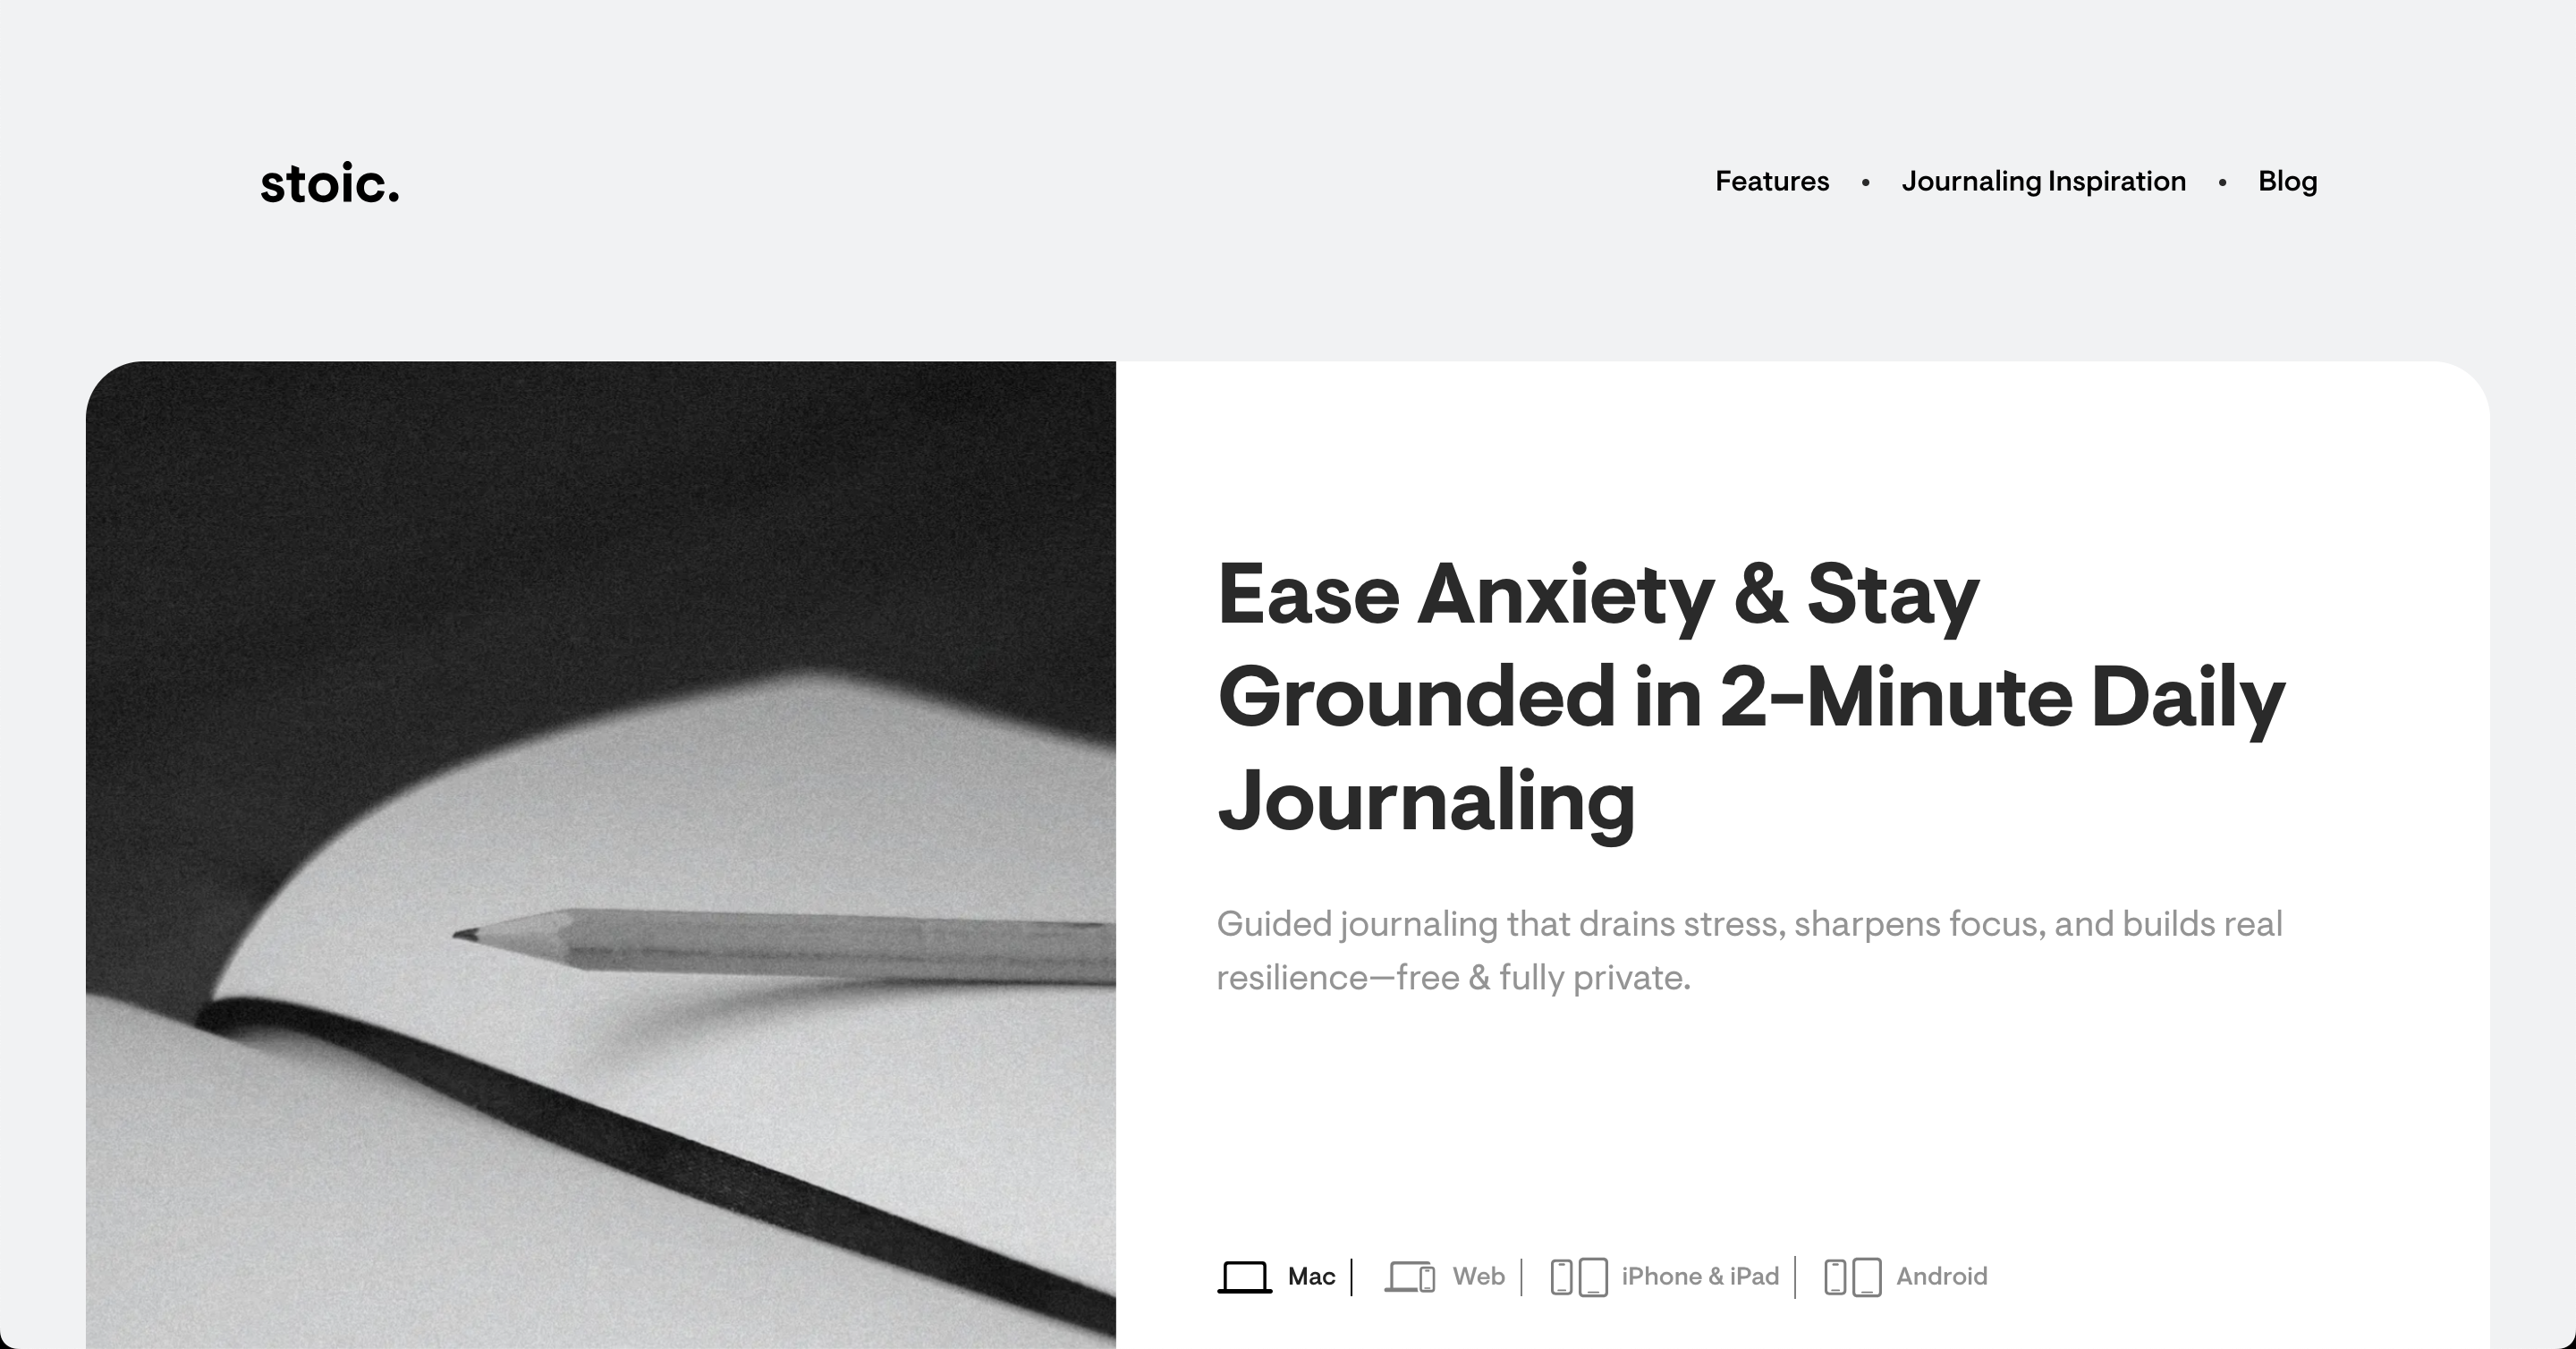 stoic.
Features • Journaling Inspiration • Blog
Ease Anxiety & Stay
Grounded in 2-Minute Daily
Journaling
Guided journaling that drains stress, sharpens focus, and builds real
resilience—free & fully private.
Mac | Web | iPhone & iPad | Android